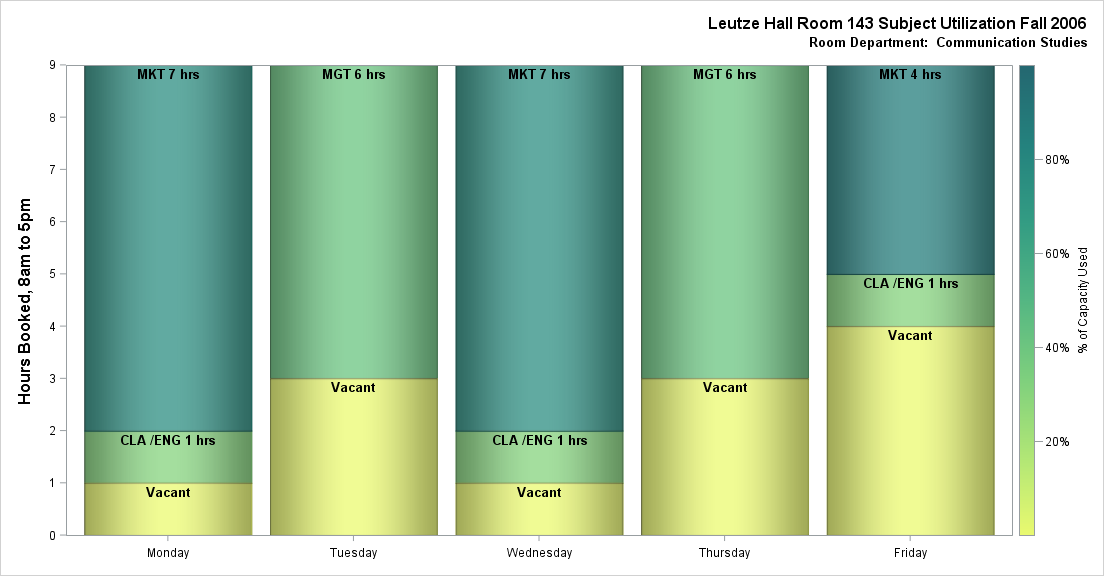 Leutze Hall Room 143 Subject Utilization Fall 2006
Room Department:  Communication Studies
Hours Booked, 8am to 5pm
9
8
7
6
5
4
3
2
1
0
MKT 7 hrs
CLA /ENG 1 hrs
Vacant
MGT 6 hrs
Vacant
MKT 7 hrs
CLA /ENG 1 hrs
Vacant
MGT 6 hrs
Vacant
MKT 4 hrs
CLA /ENG 1 hrs
Vacant
Monday
Tuesday
Wednesday
Thursday
Friday
80%
60%
40%
20%
% of Capacity Used